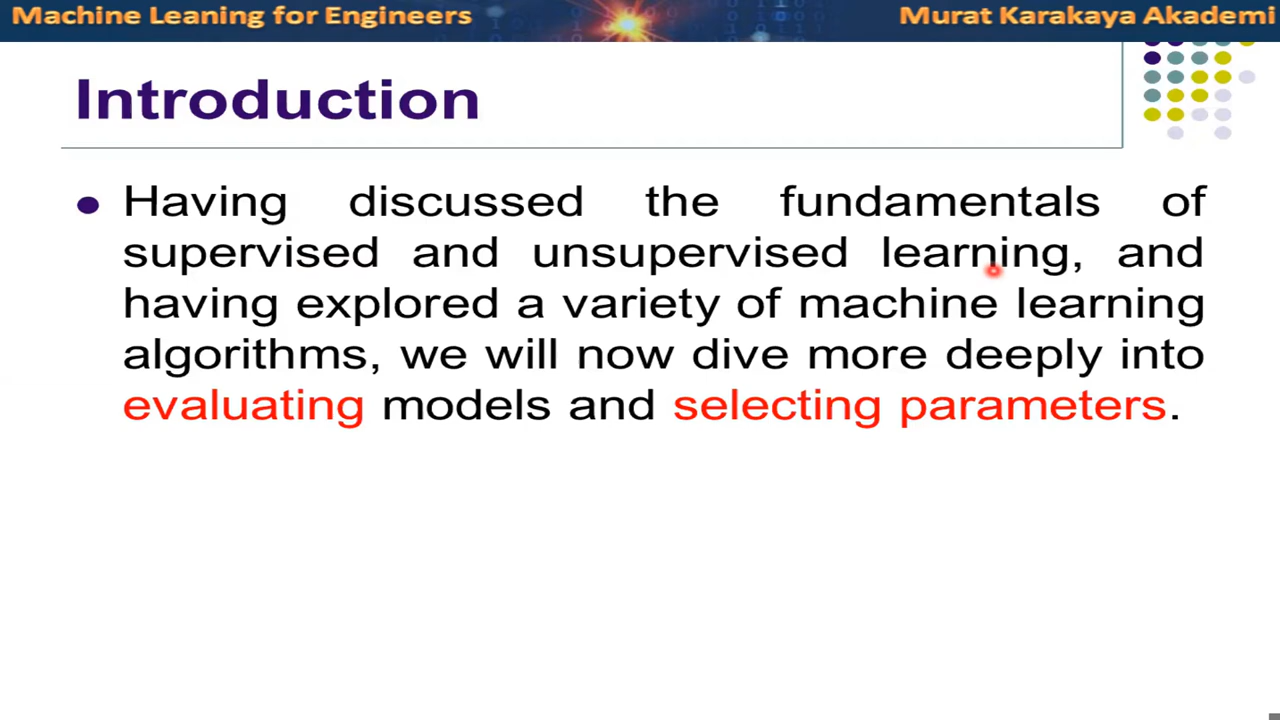 Machine Leaning for Engineers
Murat Karakaya Akademi
Introduction
Having discussed the fundamentals of
supervised and unsupervised learning, and
having explored a variety of machine learning
algorithms, we will now dive more deeply into
evaluating models and selecting parameters.